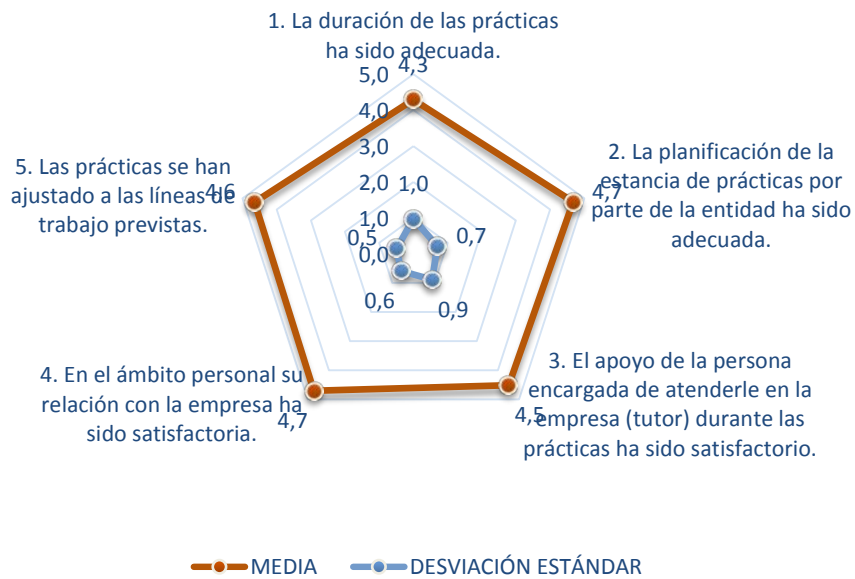 1. La duración de las prácticas
ha sido adecuada.
4,3
5,0
4,0
3,0
2,0
1,0
0,0
1,0
0,7
0,9
0,6
0,5
2. La planificación de la
estancia de prácticas por
parte de la entidad ha sido
adecuada.
4,7
3. El apoyo de la persona
encargada de atenderle en la
empresa (tutor) durante las
prácticas ha sido satisfactorio.
4,5
4. En el ámbito personal su
relación con la empresa ha
sido satisfactoria.
4,7
5. Las prácticas se han
ajustado a las líneas de
trabajo previstas.
4,6
MEDIA
DESVIACIÓN ESTÁNDAR